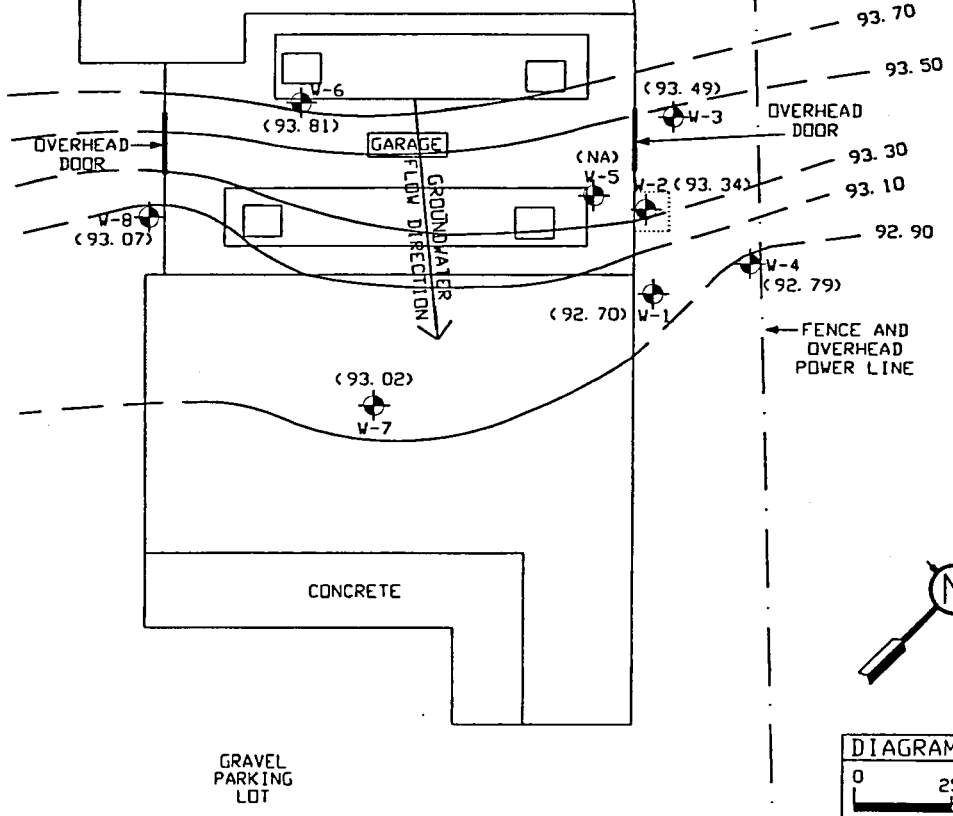 93.70
93.50
W-6
(93.81)
(93.49)
W-3
OVERHEAD
DOOR
OVERHEAD
DOOR
GARAGE
(NA)
W-5
93.30
W-2 (93.34)
93.10
W-8
(93.07)
GROUNDWATER
FLOW DIRECTION
92.90
W-4
(92.79)
(92.70) W-1
FENCE AND
OVERHEAD
POWER LINE
(93.02)
W-7
CONCRETE
N
GRAVEL
PARKING
LOT
DIAGRAM
0